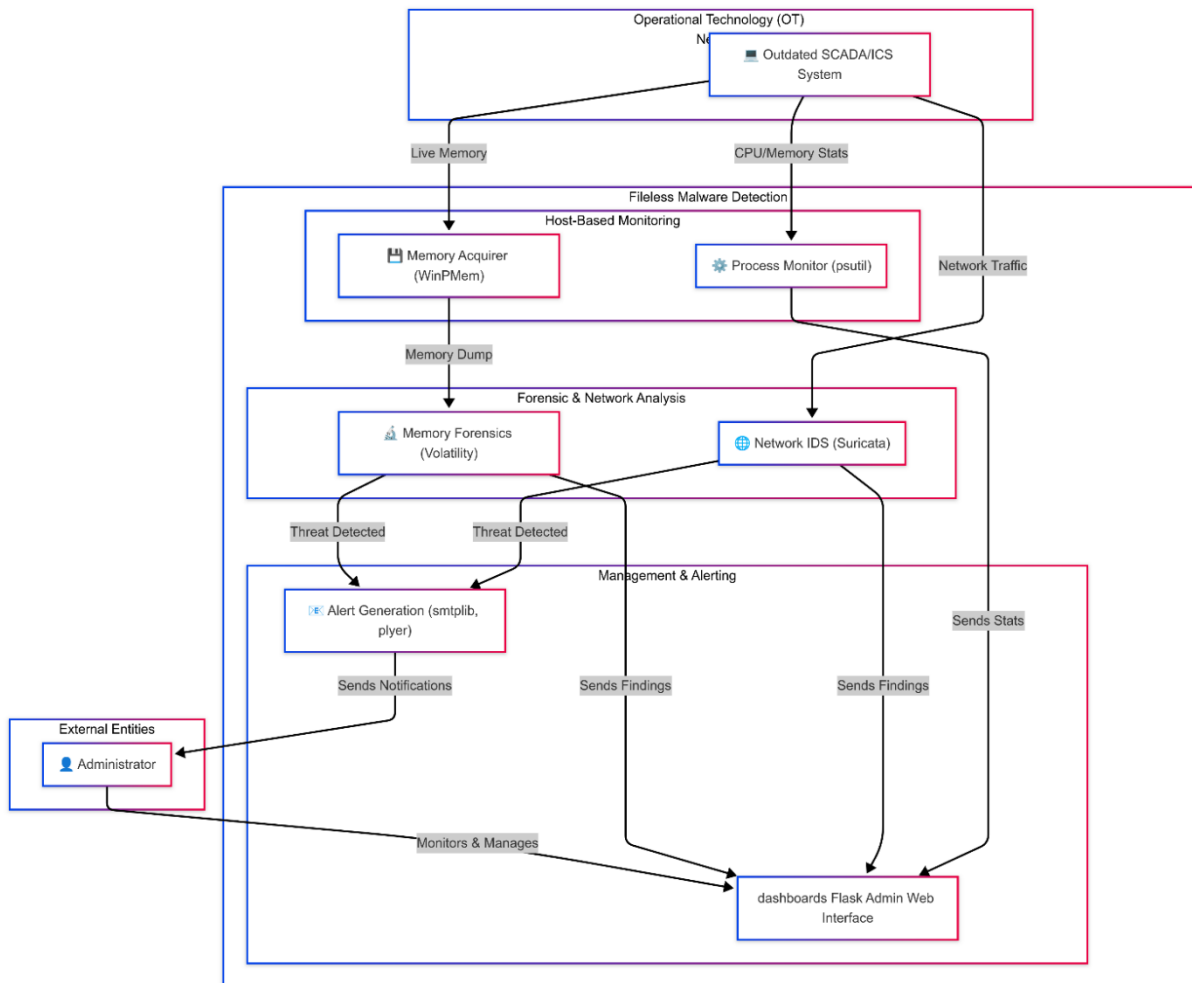 Operational Technology (OT)
Ne
💻 Outdated SCADA/ICS
System
Live Memory
CPU/Memory Stats
Fileless Malware Detection
Host-Based Monitoring
💾 Memory Acquirer
(WinPMem)
⚙️ Process Monitor (psutil)
Network Traffic
Memory Dump
Forensic & Network Analysis
🔬 Memory Forensics
(Volatility)
🌐 Network IDS (Suricata)
Threat Detected
Threat Detected
Management & Alerting
📧 Alert Generation (smtplib,
plyer)
Sends Stats
Sends Notifications
Sends Findings
Sends Findings
External Entities
👤 Administrator
Monitors & Manages
dashboards Flask Admin Web
Interface